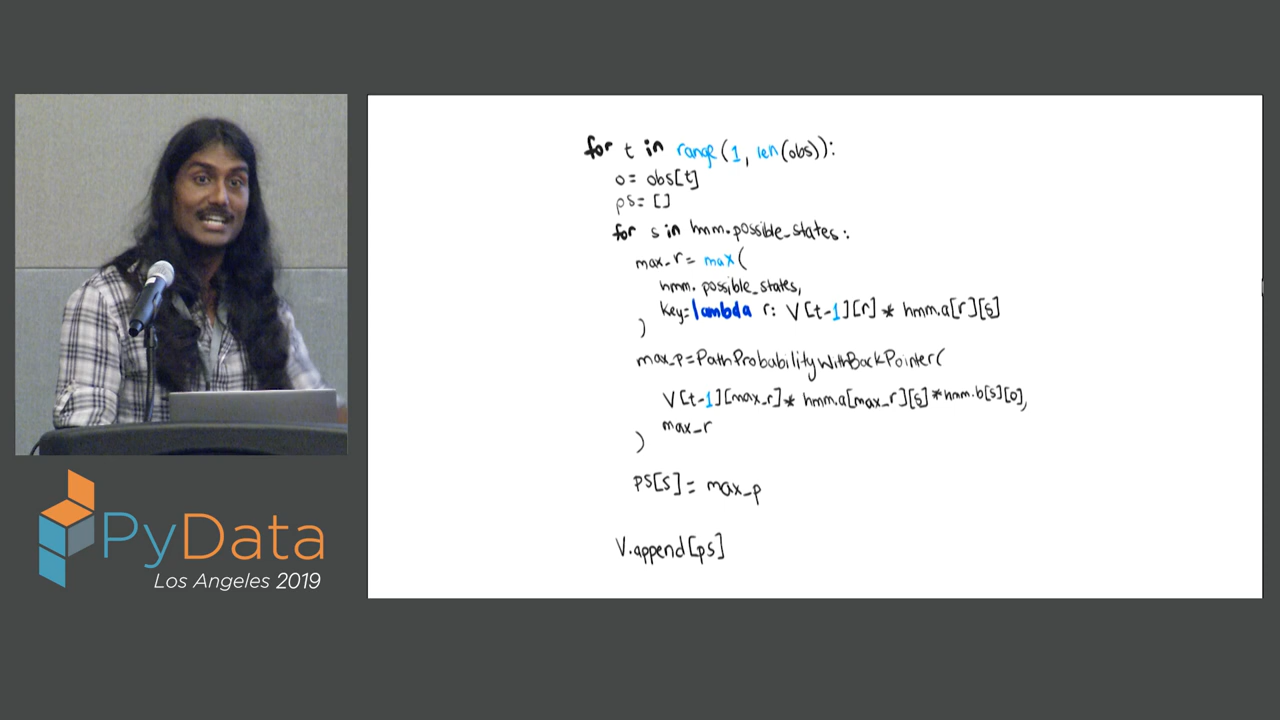 for t in range(1, len(obs)):
o= obs[t]
ps= []
for s in hmm.possible_states:
max_r= max(
hmm. possible_states,
key=lambda r: V[t-1][r]* hmm.a[r][s]
)
max_p=PathProbabilityWithBackPointer(
V[t-1][max_r]* hmm.a[max_r][s]*hmm.b[s][o],
max_r
)
ps[s]= max_p
V.append[ps]
PyData
Los Angeles 2019